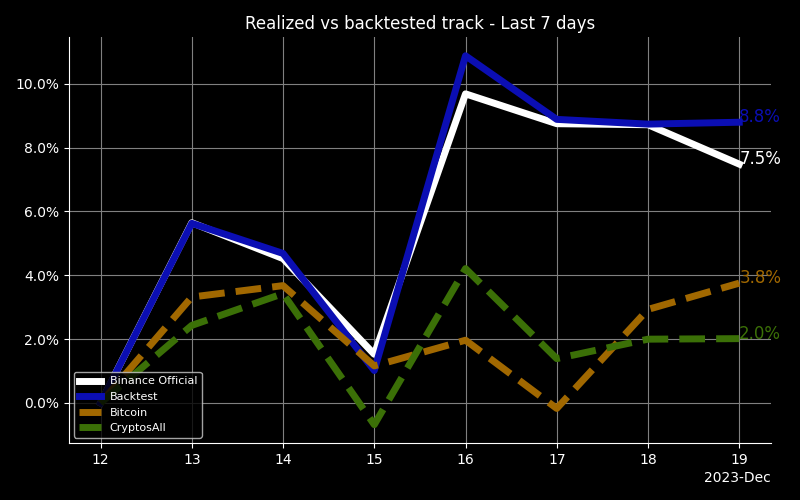 Realized vs backtested track - Last 7 days
10.0%
8.0%
6.0%
4.0%
2.0%
0.0%
8.8%
7.5%
3.8%
2.0%
Binance Official
Backtest
Bitcoin
CryptosAll
12 13 14 15 16 17 18 19
2023-Dec